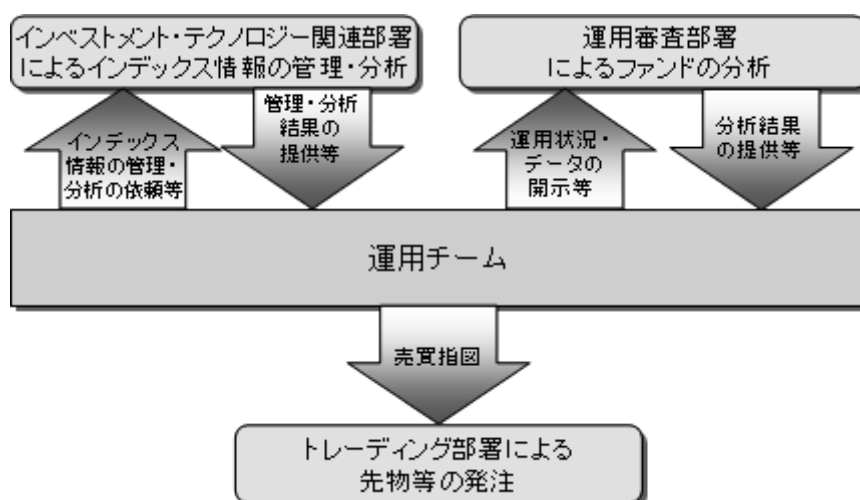 インベストメント・テクノロジー関連部署
によるインデックス情報の管理・分析
運用審査部署
によるファンドの分析
インデックス
情報の管理・
分析の依頼等
管理・分析
結果の
提供等
運用状況・
データの
開示等
分析結果
の提供等
運用チーム
売買指図
トレーディング部署による
先物等の発注